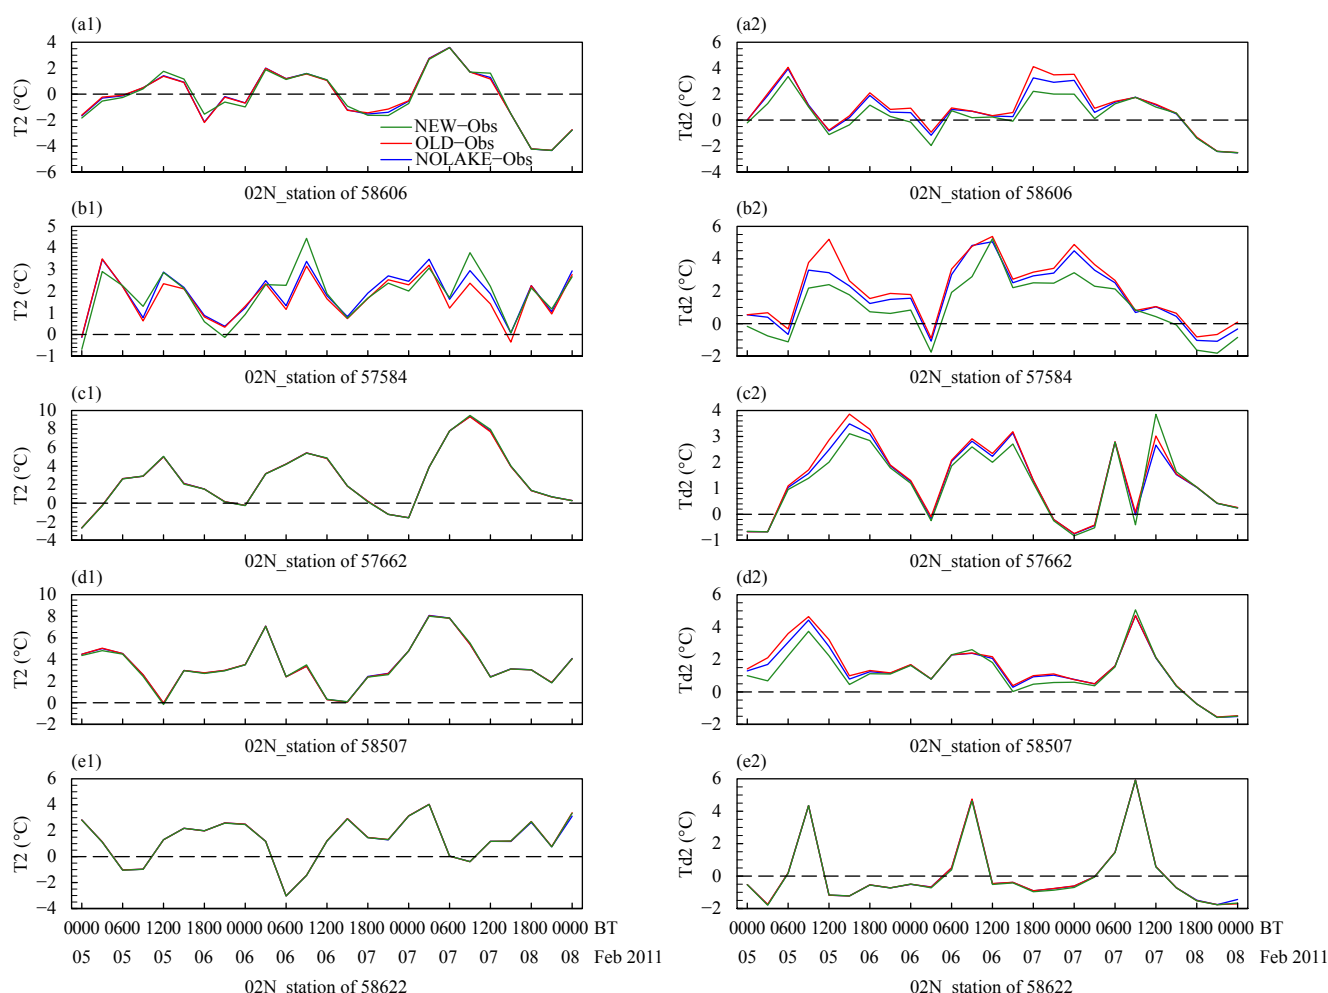 (a1) (a2)
T2 (°C) 4 2 0 −2 −4 −6
NEW−Obs
OLD−Obs
NOLAKE−Obs
Td2 (°C) 6 4 2 0 −2 −4
02N_station of 58606 02N_station of 58606
(b1) (b2)
T2 (°C) 5 4 3 2 1 0 −1
Td2 (°C) 6 4 2 0 −2
02N_station of 57584 02N_station of 57584
(c1) (c2)
T2 (°C) 10 8 6 4 2 0 −2 −4
Td2 (°C) 4 3 2 1 0 −1
02N_station of 57662 02N_station of 57662
(d1) (d2)
T2 (°C) 10 8 6 4 2 0 −2
Td2 (°C) 6 4 2 0 −2
02N_station of 58507 02N_station of 58507
(e1) (e2)
T2 (°C) 6 4 2 0 −2 −4
Td2 (°C) 6 4 2 0 −2
0000 0600 1200 1800 0000 0600 1200 1800 0000 0600 1200 1800 0000 BT 0000 0600 1200 1800 0000 0600 1200 1800 0000 0600 1200 1800 0000 BT
05 05 05 06 06 06 06 07 07 07 07 08 08 Feb 2011 05 05 05 06 06 06 06 07 07 07 07 08 08 Feb 2011
02N_station of 58622 02N_station of 58622